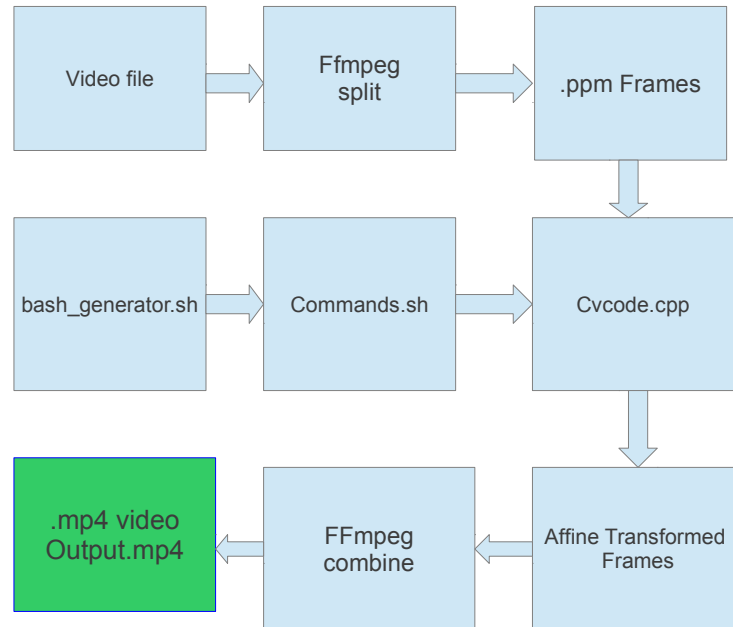 Video file
Ffmpeg
split
.ppm Frames
bash_generator.sh
Commands.sh
Cvcode.cpp
.mp4 video
Output.mp4
FFmpeg
combine
Affine Transformed
Frames